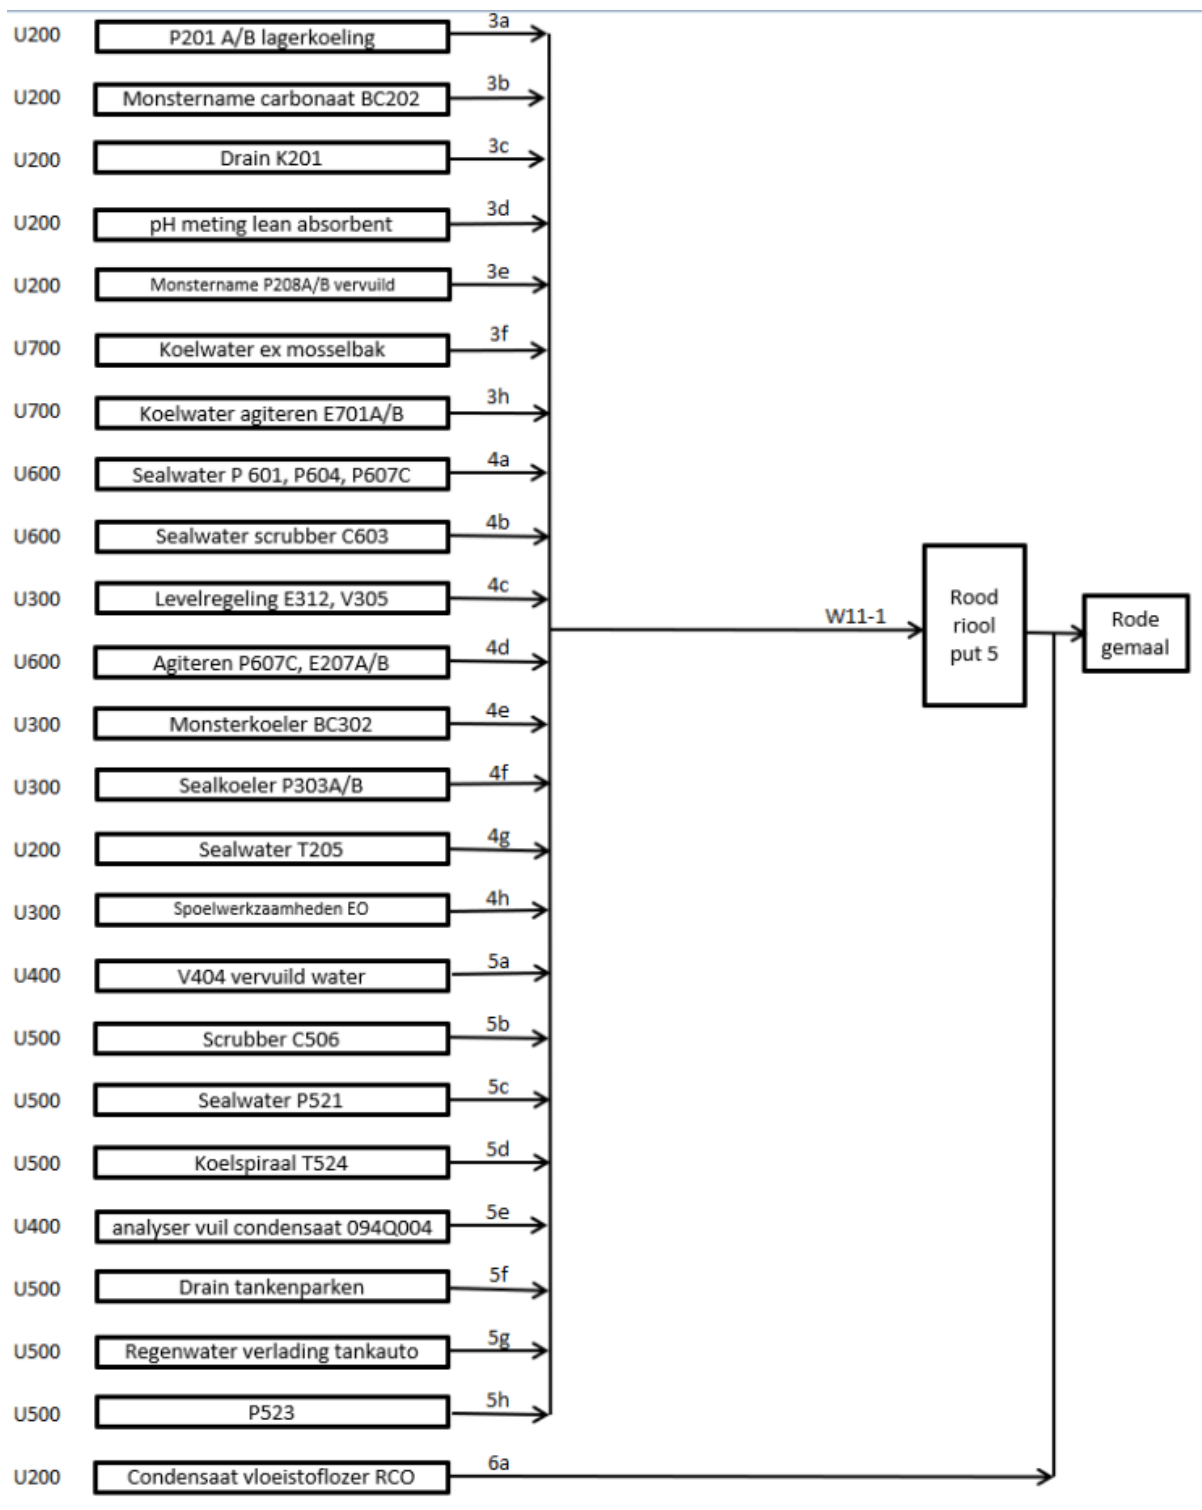 U200 P201 A/B lagerkoeling 3a
U200 Monstername carbonaat BC202 3b
U200 Drain K201 3c
U200 pH meting lean absorbent 3d
U200 Monstername P208A/B vervuild 3e
U700 Koelwater ex mosselbak 3f
U700 Koelwater agiteren E701A/B 3h
U600 Sealwater P 601, P604, P607C 4a
U600 Sealwater scrubber C603 4b
U300 Levelregeling E312, V305 4c
U600 Agiteren P607C, E207A/B 4d
U300 Monsterkoeler BC302 4e
U300 Sealkoeler P303A/B 4f
U200 Sealwater T205 4g
U300 Spoelwerkzaamheden EO 4h
U400 V404 vervuild water 5a
U500 Scrubber C506 5b
U500 Sealwater P521 5c
U500 Koelspiraal T524 5d
U400 analyser vuil condensaat 094Q004 5e
U500 Drain tankenparken 5f
U500 Regenwater verlading tankauto 5g
U500 P523 5h
U200 Condensaat vloeistoflozer RCO 6a
W11-1
Rood
riool
put 5
Rode
gemaal